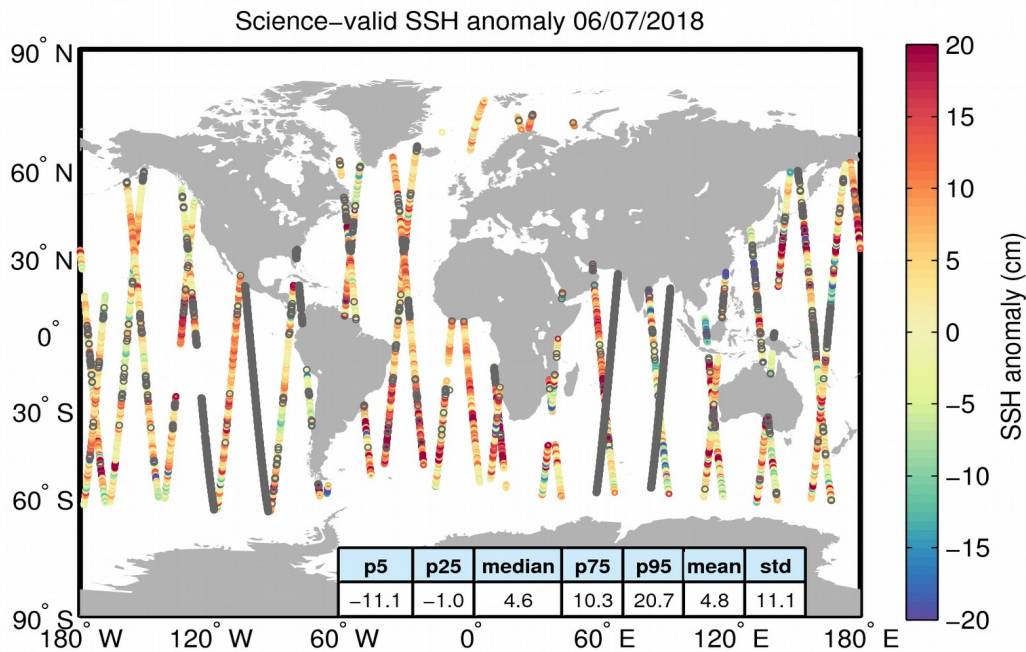 Science−valid SSH anomaly 06/07/2018
90° N
60° N
30° N
0°
30° S
60° S
90° S
180° W
120° W
60° W
0°
60° E
120° E
180° E
p5 p25 median p75 p95 mean std
−11.1 −1.0 4.6 10.3 20.7 4.8 11.1
20
15
10
5
0
−5
−10
−15
−20
SSH anomaly (cm)